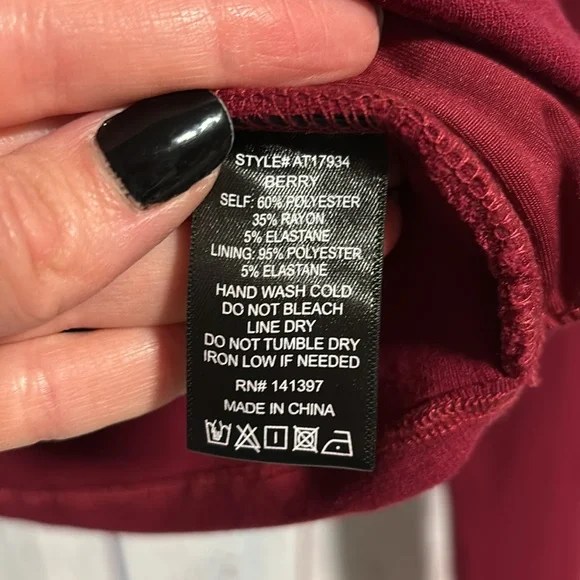 STYLE# AT17934
BERRY
SELF: 60% POLYESTER
35% RAYON
5% ELASTANE
LINING: 95% POLYESTER
5% ELASTANE
HAND WASH COLD
DO NOT BLEACH
LINE DRY
DO NOT TUMBLE DRY
IRON LOW IF NEEDED
RN# 141397
MADE IN CHINA